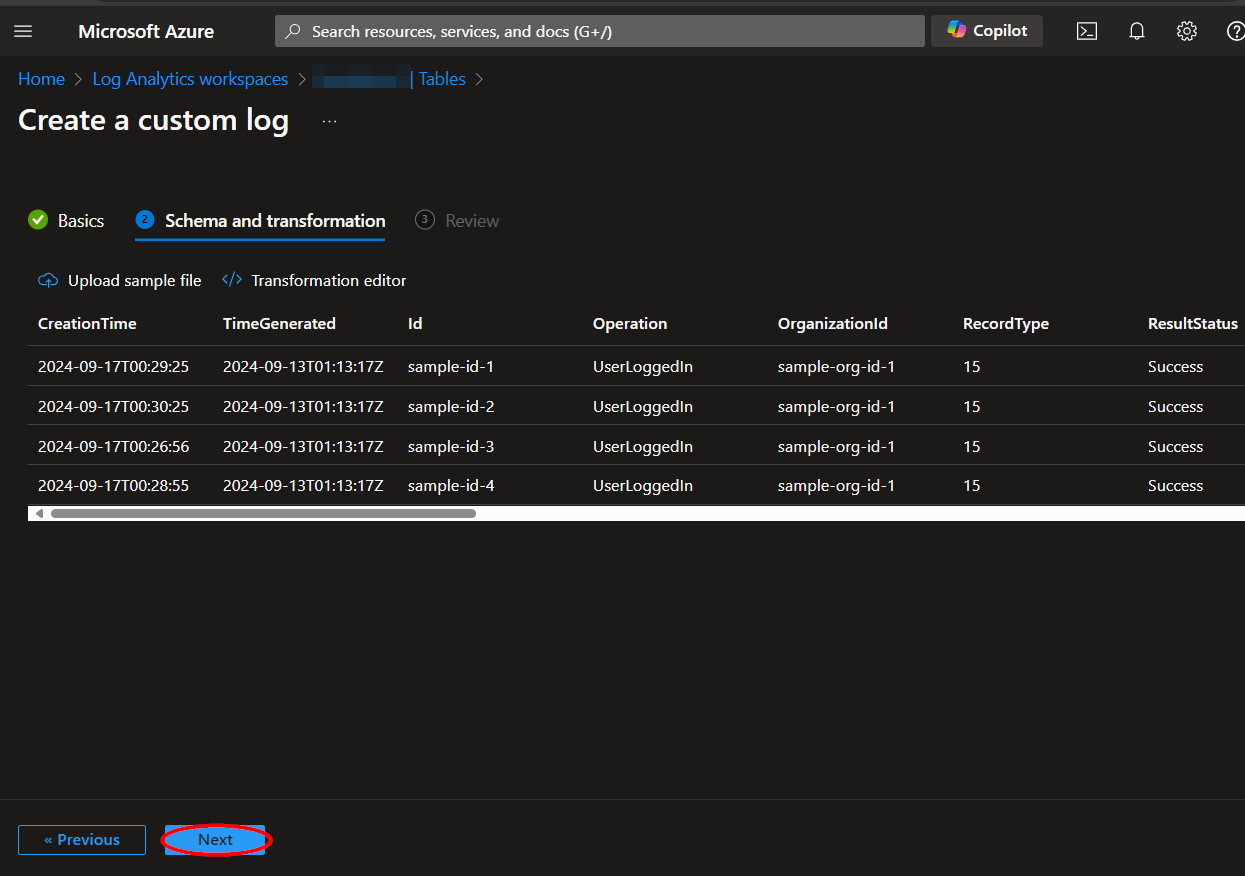 Microsoft Azure Search resources, services, and docs (G+/) Copilot
Home > Log Analytics workspaces > | Tables >
Create a custom log ...
Basics 2 Schema and transformation 3 Review
Upload sample file </> Transformation editor
CreationTime TimeGenerated Id Operation OrganizationId RecordType ResultStatus
2024-09-17T00:29:25 2024-09-13T01:13:17Z sample-id-1 UserLoggedIn sample-org-id-1 15 Success
2024-09-17T00:30:25 2024-09-13T01:13:17Z sample-id-2 UserLoggedIn sample-org-id-1 15 Success
2024-09-17T00:26:56 2024-09-13T01:13:17Z sample-id-3 UserLoggedIn sample-org-id-1 15 Success
2024-09-17T00:28:55 2024-09-13T01:13:17Z sample-id-4 UserLoggedIn sample-org-id-1 15 Success
« Previous Next